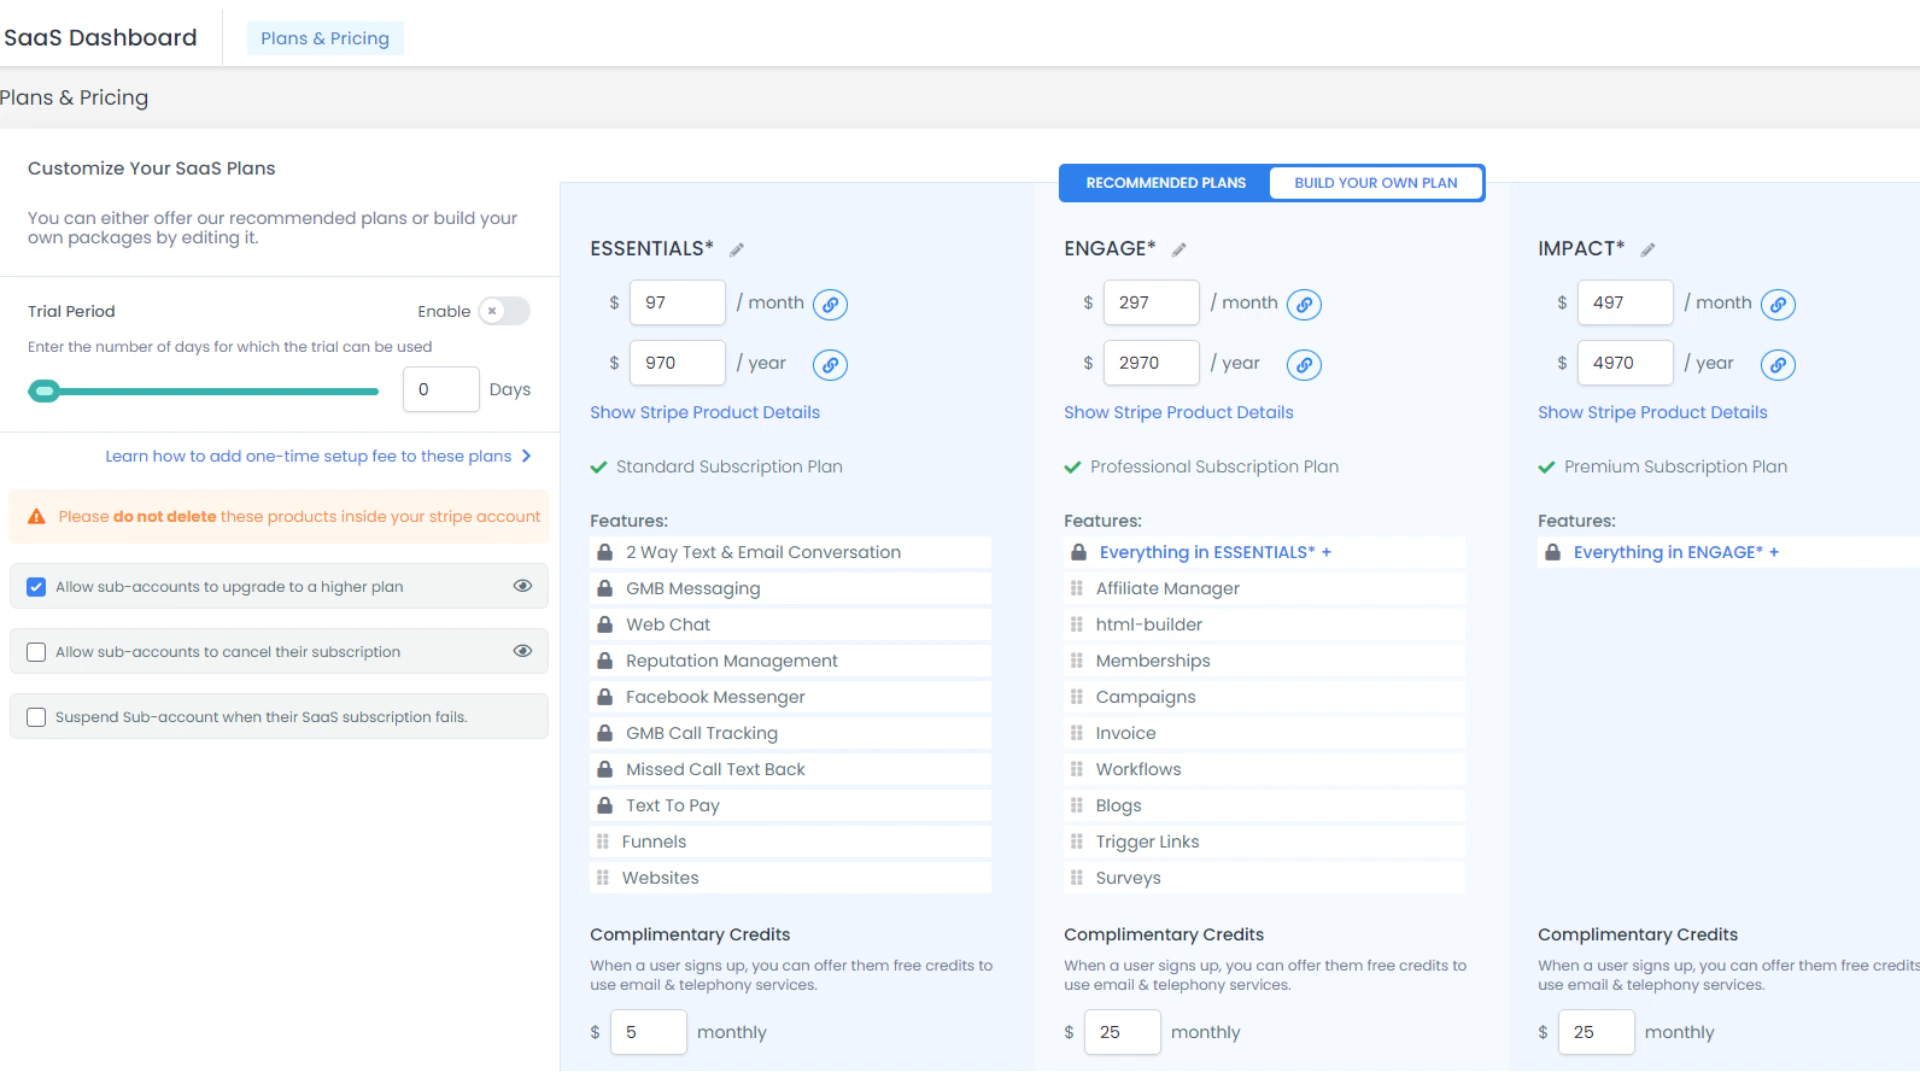 SaaS Dashboard
Plans & Pricing
Plans & Pricing
Customize Your SaaS Plans
You can either offer our recommended plans or build your
own packages by editing it.
Trial Period
Enable
Enter the number of days for which the trial can be used
0
Days
Learn how to add one-time setup fee to these plans
Please do not delete these products inside your stripe account
Allow sub-accounts to upgrade to a higher plan
Allow sub-accounts to cancel their subscription
Suspend Sub-account when their SaaS subscription fails.
RECOMMENDED PLANS
BUILD YOUR OWN PLAN
ESSENTIALS*
$ 97 / month
$ 970 / year
Show Stripe Product Details
Standard Subscription Plan
Features:
2 Way Text & Email Conversation
GMB Messaging
Web Chat
Reputation Management
Facebook Messenger
GMB Call Tracking
Missed Call Text Back
Text To Pay
Funnels
Websites
Complimentary Credits
When a user signs up, you can offer them free credits to
use email & telephony services.
$ 5 monthly
ENGAGE*
$ 297 / month
$ 2970 / year
Show Stripe Product Details
Professional Subscription Plan
Features:
Everything in ESSENTIALS* +
Affiliate Manager
html-builder
Memberships
Campaigns
Invoice
Workflows
Blogs
Trigger Links
Surveys
Complimentary Credits
When a user signs up, you can offer them free credits to
use email & telephony services.
$ 25 monthly
IMPACT*
$ 497 / month
$ 4970 / year
Show Stripe Product Details
Premium Subscription Plan
Features:
Everything in ENGAGE* +
Complimentary Credits
When a user signs up, you can offer them free credits
use email & telephony services.
$ 25 monthly